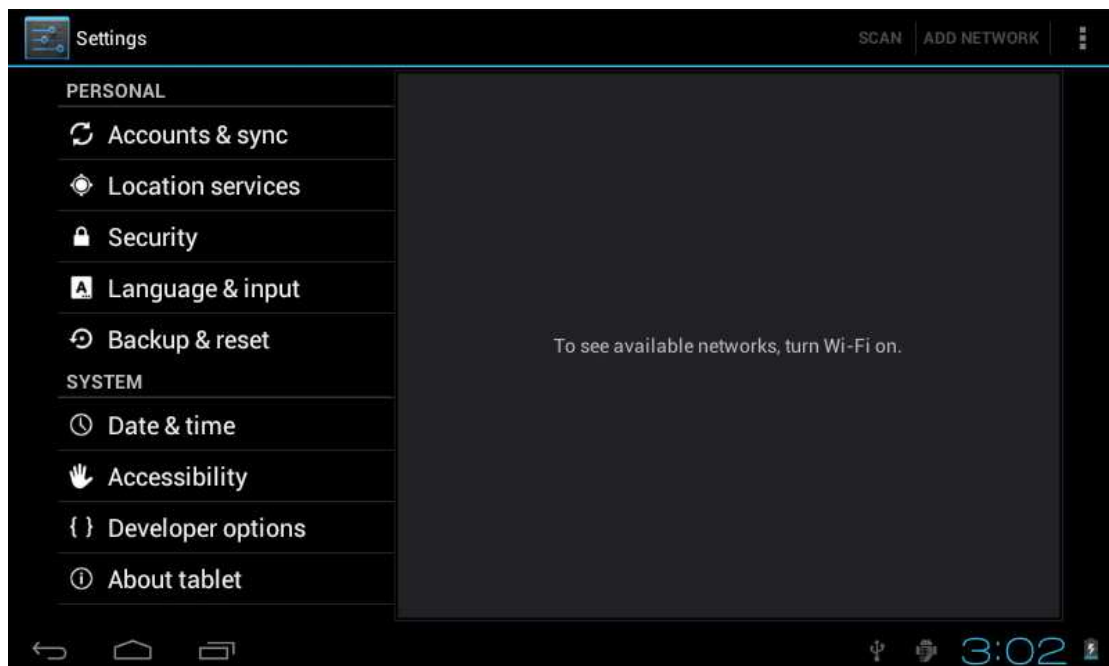 Settings
SCAN
ADD NETWORK
PERSONAL
Accounts & sync
Location services
Security
Language & input
Backup & reset
SYSTEM
Date & time
Accessibility
{ } Developer options
About tablet
To see available networks, turn Wi-Fi on.
3:02